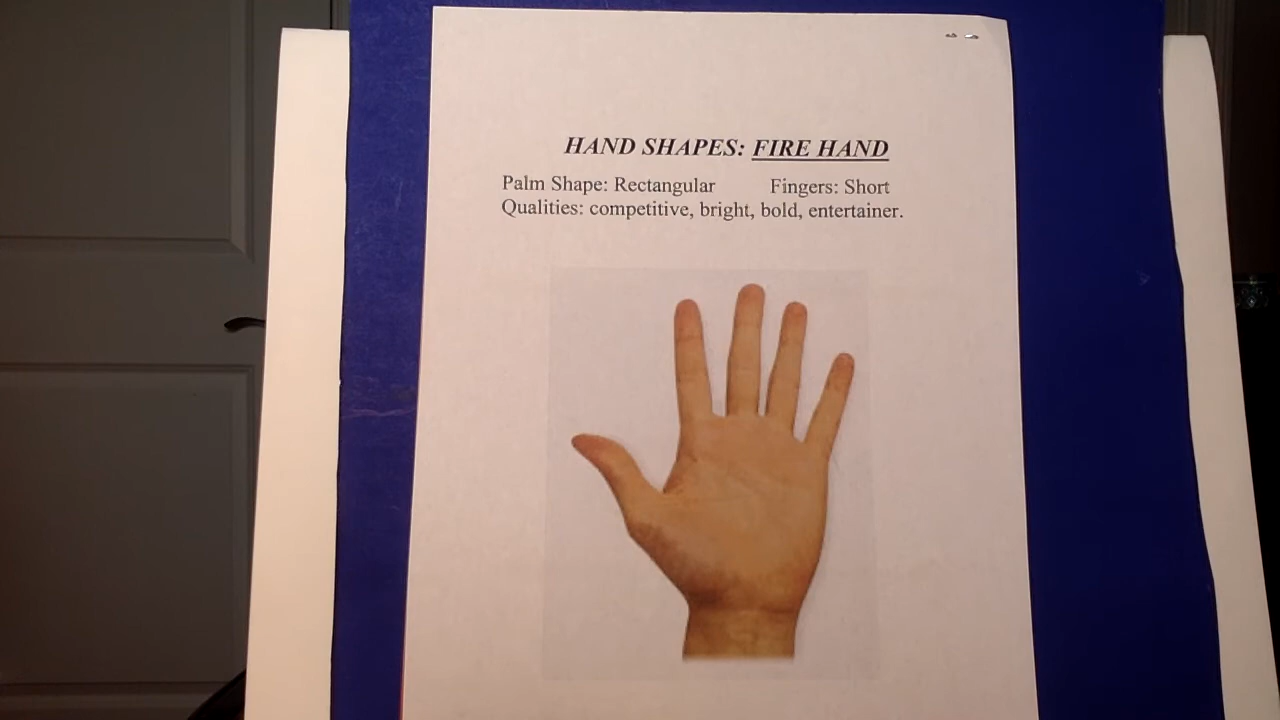 HAND SHAPES: FIRE HAND
Palm Shape: Rectangular Fingers: Short
Qualities: competitive, bright, bold, entertainer.